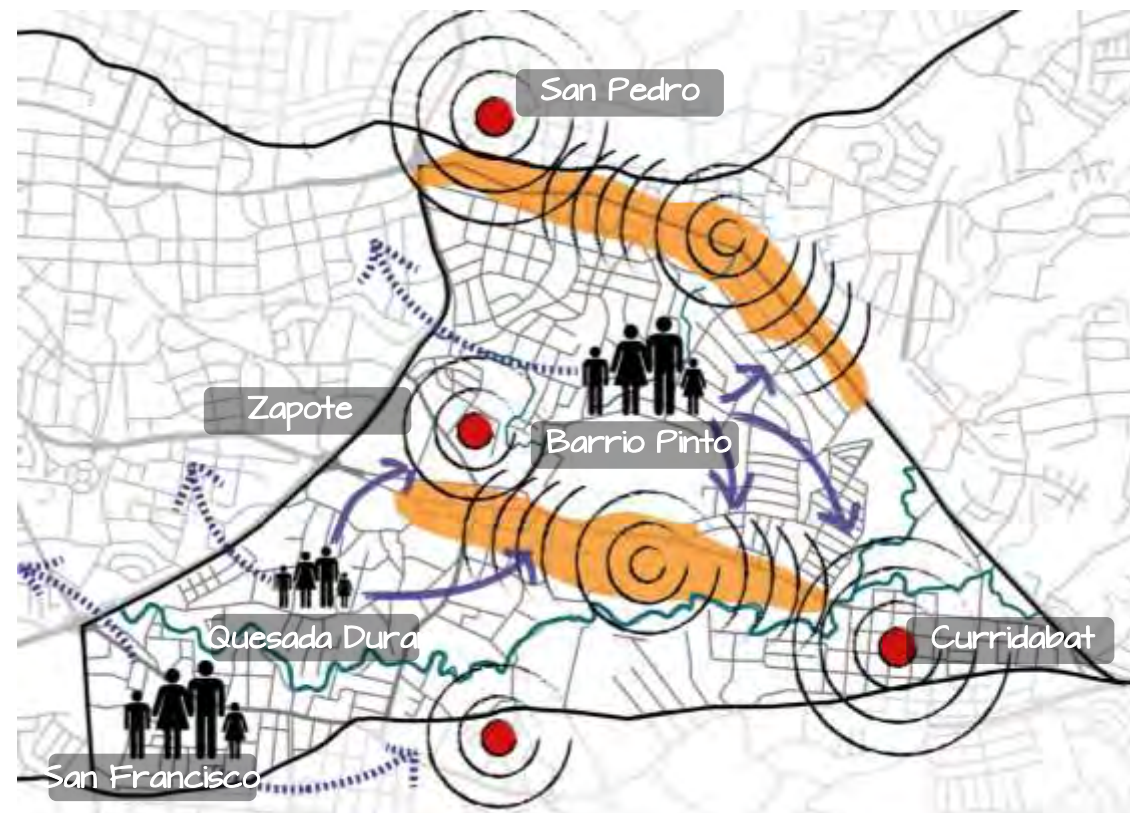 San Pedro
Zapote
Barrio Pinto
Quesada Dura
Curridabat
San Francisco